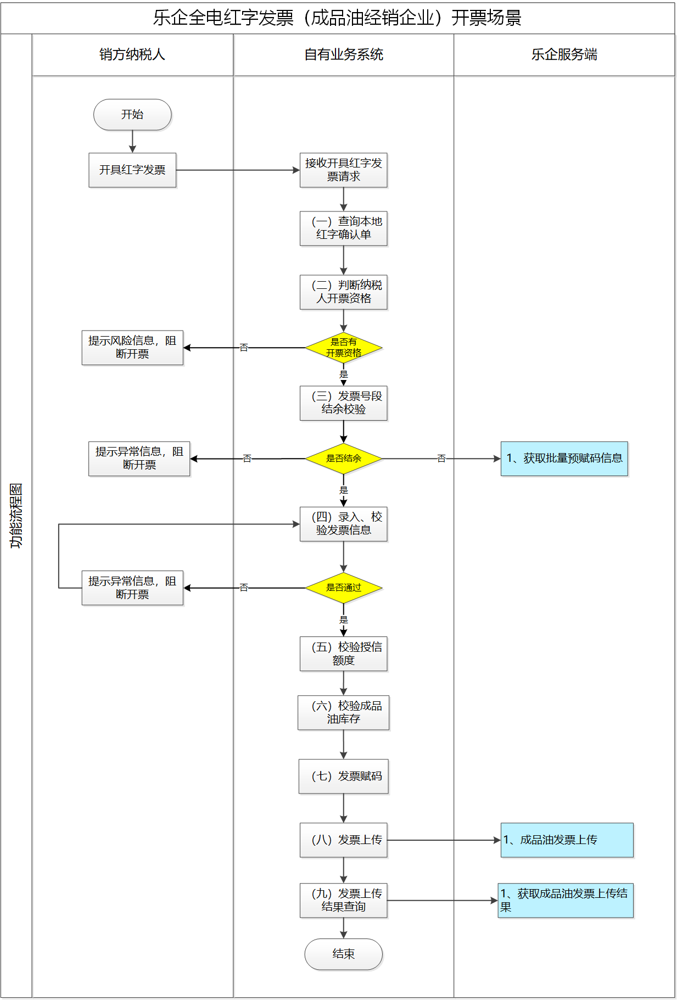 乐企全电红字发票（成品油经销企业）开票场景
销方纳税人
自有业务系统
乐企服务端
功能流程图
开始
开具红字发票
接收开具红字发
票请求
（一）查询本地
红字确认单
（二）判断纳税
人开票资格
是否有
开票资格
否
提示风险信息，阻
断开票
是
（三）发票号段
结余校验
是否结余
否
提示异常信息，阻
断开票
否
1、获取批量预赋码信息
是
（四）录入、校
验发票信息
是否通过
否
提示异常信息，阻
断开票
是
（五）校验授信
额度
（六）校验成品
油库存
（七）发票赋码
（八）发票上传
1、成品油发票上传
（九）发票上传
结果查询
1、获取成品油发票上传结
果
结束